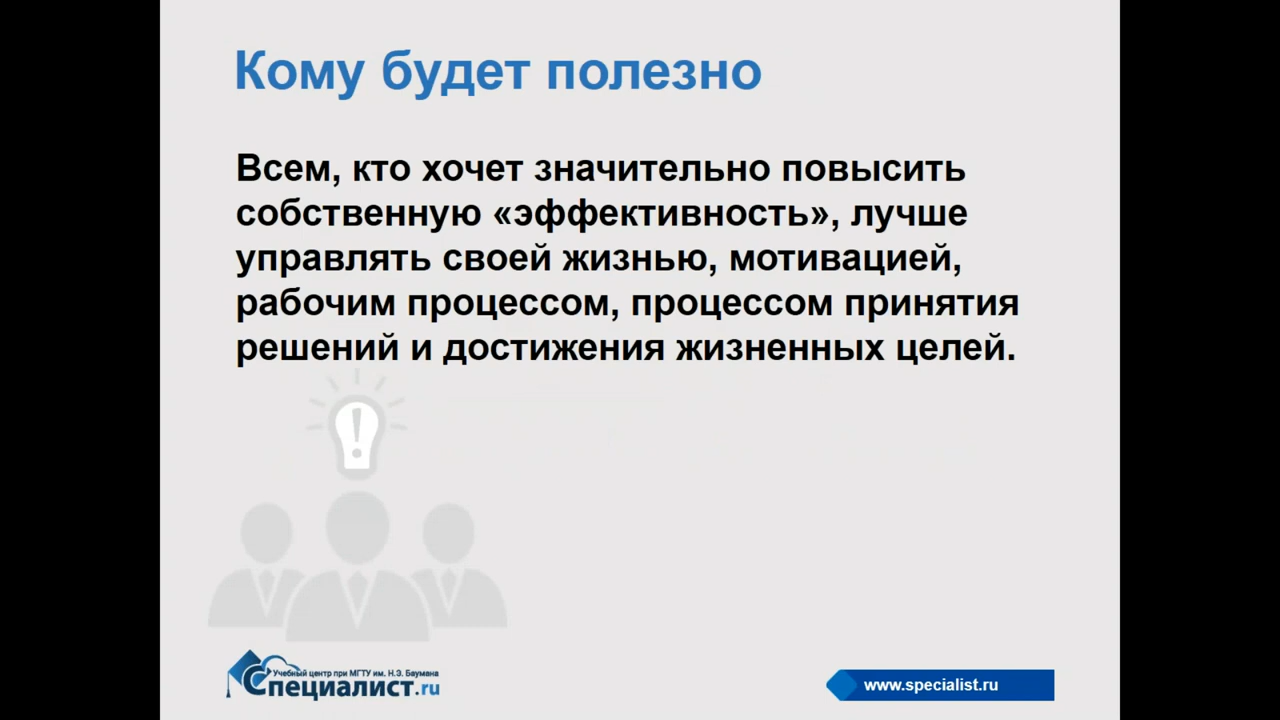 Кому будет полезно
Всем, кто хочет значительно повысить
собственную «эффективность», лучше
управлять своей жизнью, мотивацией,
рабочим процессом, процессом принятия
решений и достижения жизненных целей.
Учебный центр при МГТУ им. Н.Э. Баумана
Специалист.ru
www.specialist.ru